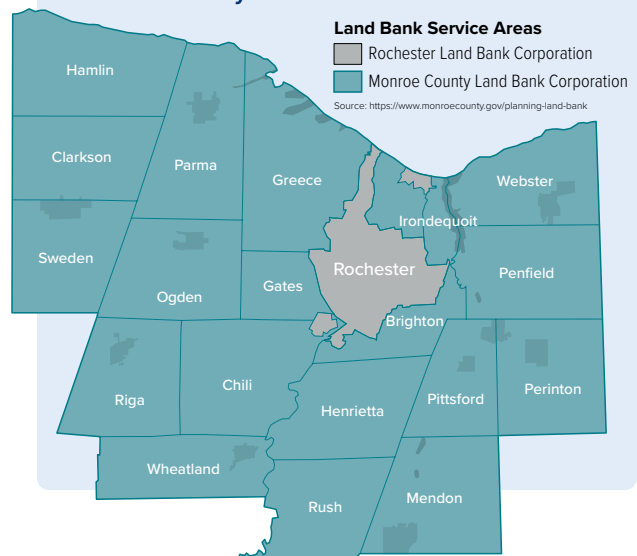 Land Bank Service Areas
Rochester Land Bank Corporation
Monroe County Land Bank Corporation
Source: https://www.monroecounty.gov/planning-land-bank
Hamlin
Clarkson
Parma
Greece
Webster
Irondequoit
Sweden
Rochester
Penfield
Gates
Ogden
Brighton
Riga
Chili
Henrietta
Pittsford
Perinton
Wheatland
Rush
Mendon